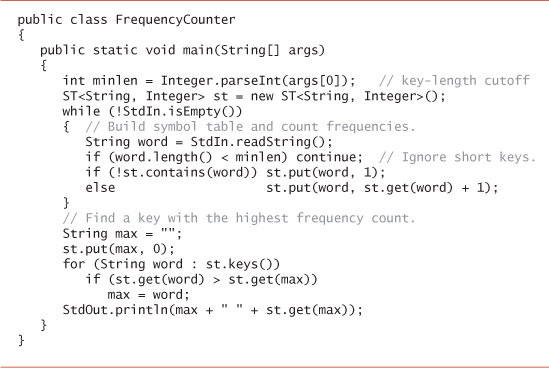 public class FrequencyCounter
{
   public static void main(String[] args)
   {
      int minlen = Integer.parseInt(args[0]);   // key-length cutoff
      ST<String, Integer> st = new ST<String, Integer>();
      while (!StdIn.isEmpty())
      {  // Build symbol table and count frequencies.
         String word = StdIn.readString();
         if (word.length() < minlen) continue;  // Ignore short keys.
         if (!st.contains(word)) st.put(word, 1);
         else                    st.put(word, st.get(word) + 1);
      }
      // Find a key with the highest frequency count.
      String max = "";
      st.put(max, 0);
      for (String word : st.keys())
         if (st.get(word) > st.get(max))
            max = word;
      StdOut.println(max + " " + st.get(max));
   }
}